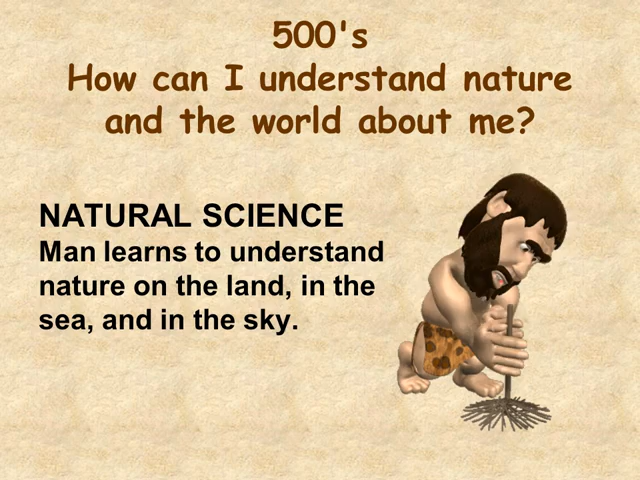 500's
How can I understand nature
and the world about me?
NATURAL SCIENCE
Man learns to understand
nature on the land, in the
sea, and in the sky.